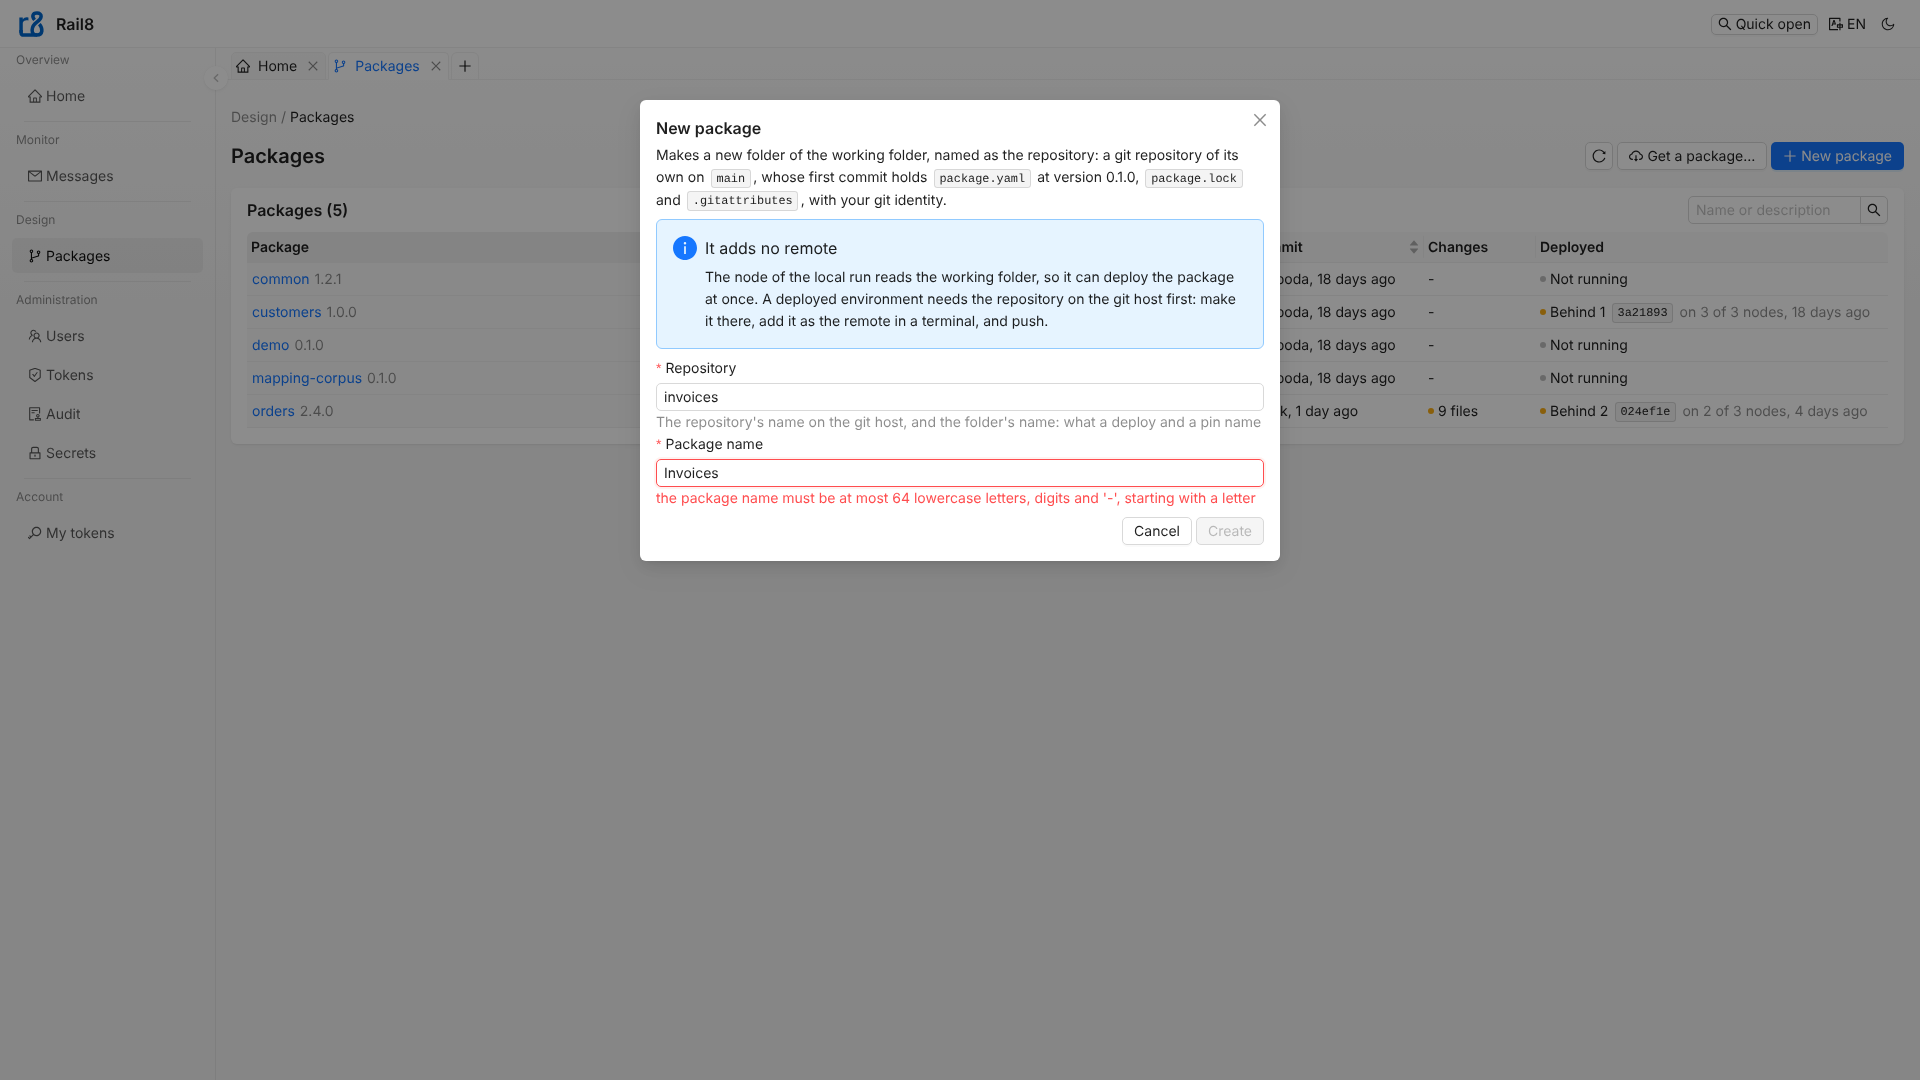 Rail8
Quick open
EN
Overview
Home
Monitor
Messages
Design
Packages
Administration
Users
Tokens
Audit
Secrets
Account
My tokens
Home
Packages
Design / Packages
Packages
Get a package...
New package
Packages (5)
Name or description
Package
mit
Changes
Deployed
common 1.2.1
oda, 18 days ago
-
Not running
customers 1.0.0
oda, 18 days ago
-
Behind 1 3a21893 on 3 of 3 nodes, 18 days ago
demo 0.1.0
oda, 18 days ago
-
Not running
mapping-corpus 0.1.0
oda, 18 days ago
-
Not running
orders 2.4.0
k, 1 day ago
9 files
Behind 2 024ef1e on 2 of 3 nodes, 4 days ago
New package
Makes a new folder of the working folder, named as the repository: a git repository of its
own on main, whose first commit holds package.yaml at version 0.1.0, package.lock
and .gitattributes, with your git identity.
It adds no remote
The node of the local run reads the working folder, so it can deploy the package
at once. A deployed environment needs the repository on the git host first: make
it there, add it as the remote in a terminal, and push.
* Repository
invoices
The repository's name on the git host, and the folder's name: what a deploy and a pin name
* Package name
Invoices
the package name must be at most 64 lowercase letters, digits and '-', starting with a letter
Cancel
Create